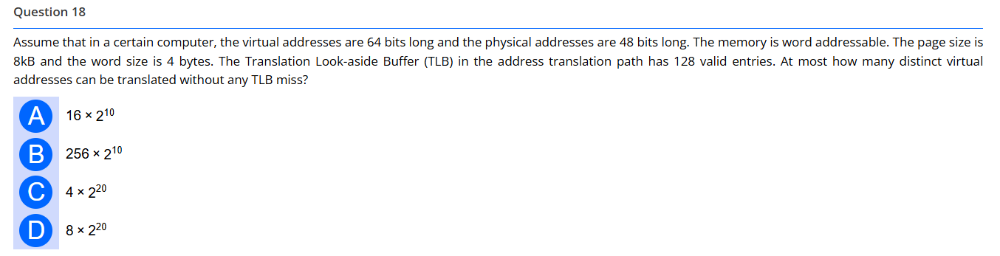 Question 18
Assume that in a certain computer, the virtual addresses are 64 bits long and the physical addresses are 48 bits long. The memory is word addressable. The page size is
8kB and the word size is 4 bytes. The Translation Look-aside Buffer (TLB) in the address translation path has 128 valid entries. At most how many distinct virtual
addresses can be translated without any TLB miss?
A 16 × 2¹⁰
B 256 × 2¹⁰
C 4 × 2²⁰
D 8 × 2²⁰